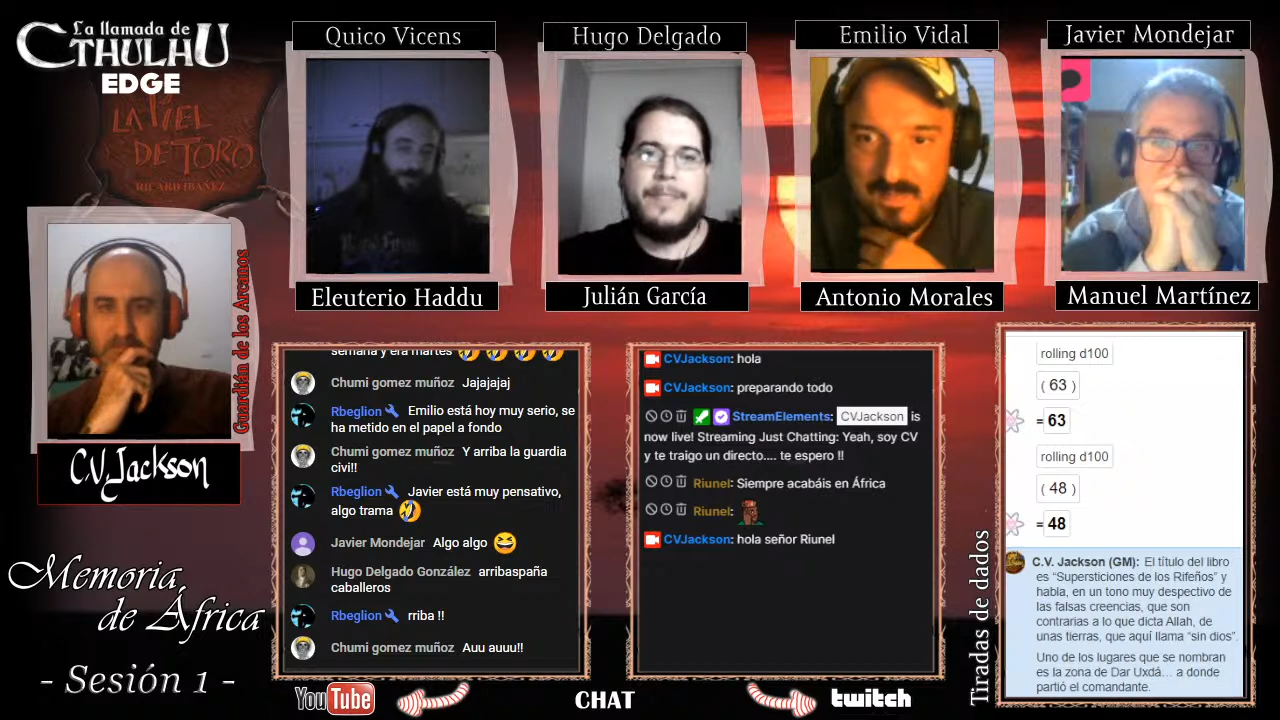 La llamada de
CTHULHU
EDGE
LA PIEL
DE TORO
RICARD IBÁÑEZ
Quico Vicens
Hugo Delgado
Emilio Vidal
Javier Mondejar
Eleuterio Haddu
Julián García
Antonio Morales
Manuel Martínez
Guardián de los Arcanos
C.V. Jackson
Memoria
de África
- Sesión 1 -
semana y era martes
Chumi gomez muñoz Jajajajaj
Rbeglion Emilio está hoy muy serio, se
ha metido en el papel a fondo
Chumi gomez muñoz Y arriba la guardia
civi!!
Rbeglion Javier está muy pensativo,
algo trama 🤣
Javier Mondejar Algo algo 😆
Hugo Delgado González arribaspaña
caballeros
Rbeglion rriba !!
Chumi gomez muñoz Auu auuu!!
CVJackson: hola
CVJackson: preparando todo
StreamElements: CVJackson is
now live! Streaming Just Chatting: Yeah, soy CV
y te traigo un directo.... te espero !!
Riunel: Siempre acabáis en África
Riunel:
CVJackson: hola señor Riunel
Tiradas de dados
rolling d100
( 63 )
= 63
rolling d100
( 48 )
= 48
C.V. Jackson (GM): El título del libro
es “Supersticiones de los Rifeños” y
habla, en un tono muy despectivo de
las falsas creencias, que son
contrarias a lo que dicta Allah, de
unas tierras, que aquí llama “sin dios”.
Uno de los lugares que se nombran
es la zona de Dar Uxdá... a donde
partió el comandante.
YouTube
CHAT
twitch